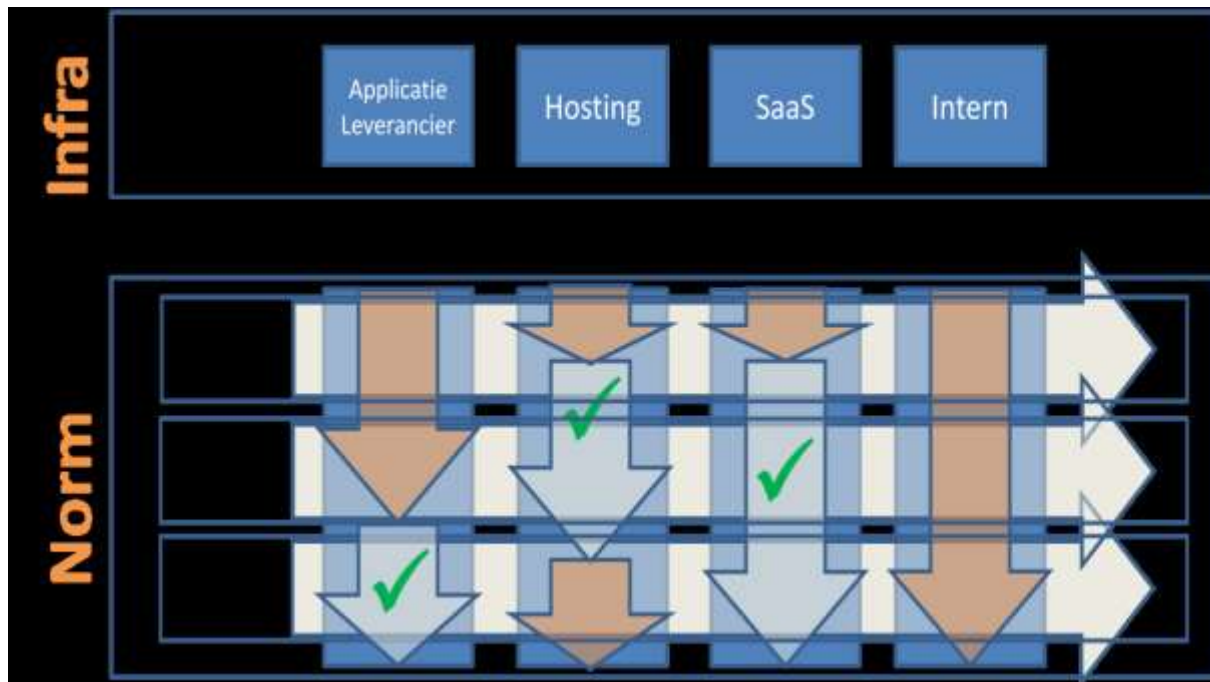 Infra
Applicatie
Leverancier
Hosting
SaaS
Intern
Norm